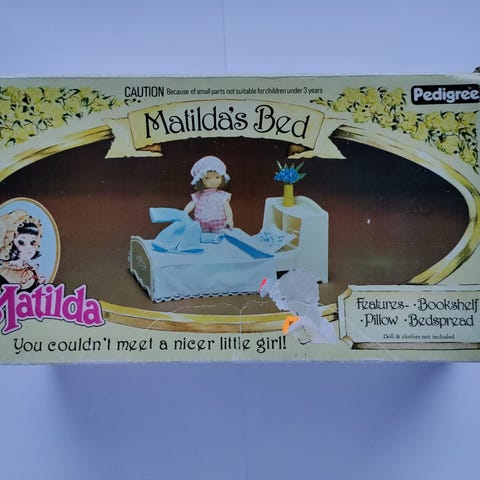 CAUTION Because of small parts not suitable for children under 3 years
Pedigree
Matilda's Bed
Matilda®
Features- ·Bookshelf
·Pillow ·Bedspread
Doll & clothes not included
You couldn't meet a nicer little girl!